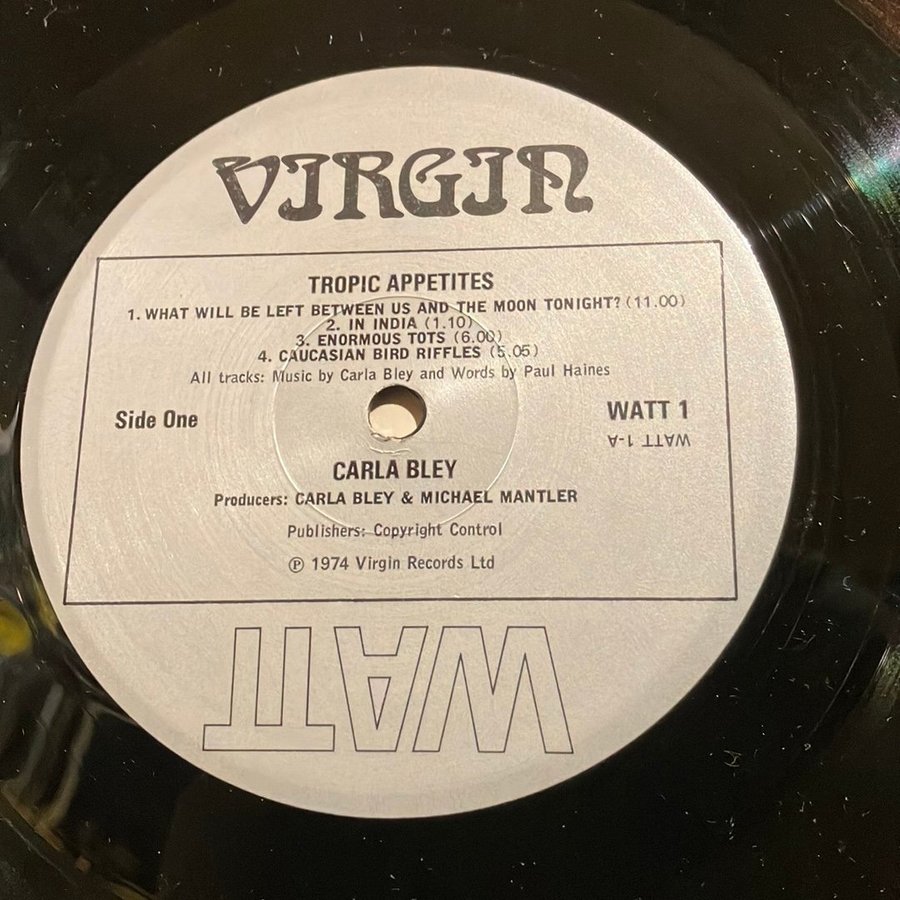 VIRGIN
TROPIC APPETITES
1. WHAT WILL BE LEFT BETWEEN US AND THE MOON TONIGHT? (11.00)
2. IN INDIA (1.10)
3. ENORMOUS TOTS (6.00)
4. CAUCASIAN BIRD RIFFLES (5.05)
All tracks: Music by Carla Bley and Words by Paul Haines
Side One
WATT 1
WATT 1-A
CARLA BLEY
Producers: CARLA BLEY & MICHAEL MANTLER
Publishers: Copyright Control
℗ 1974 Virgin Records Ltd
WATT